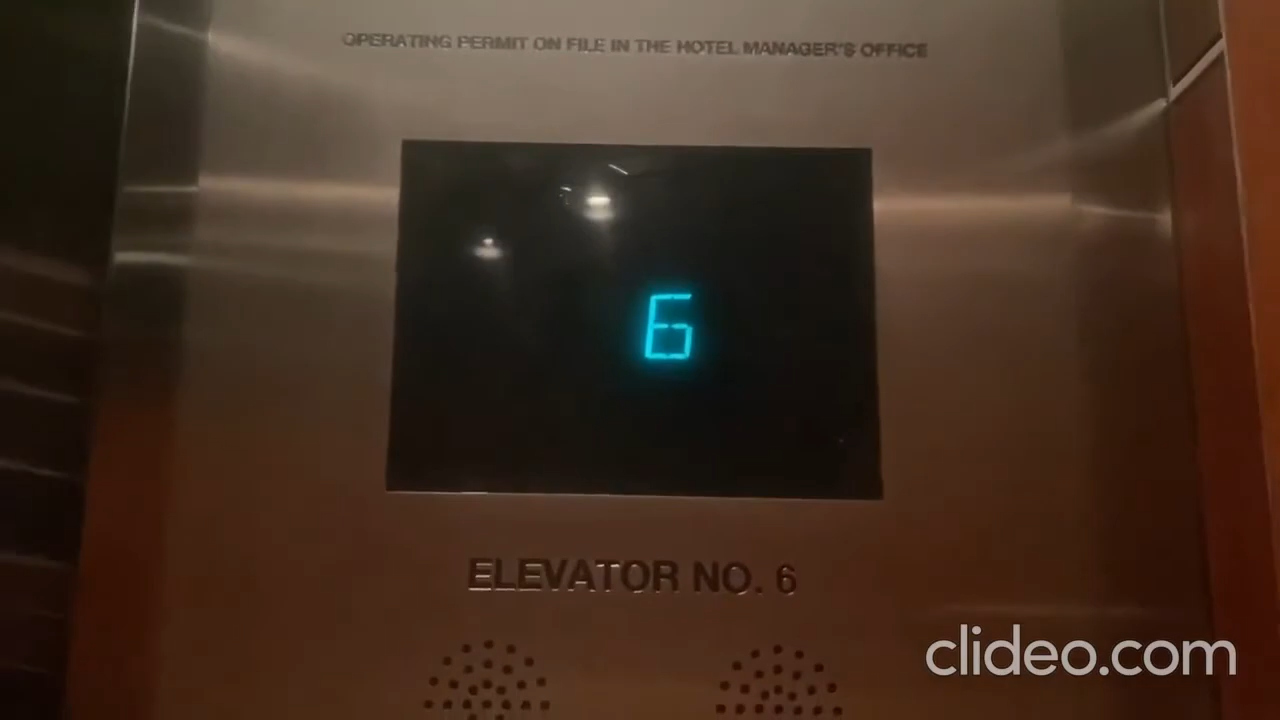 OPERATING PERMIT ON FILE IN THE HOTEL MANAGER'S OFFICE
6
ELEVATOR NO. 6
clideo.com